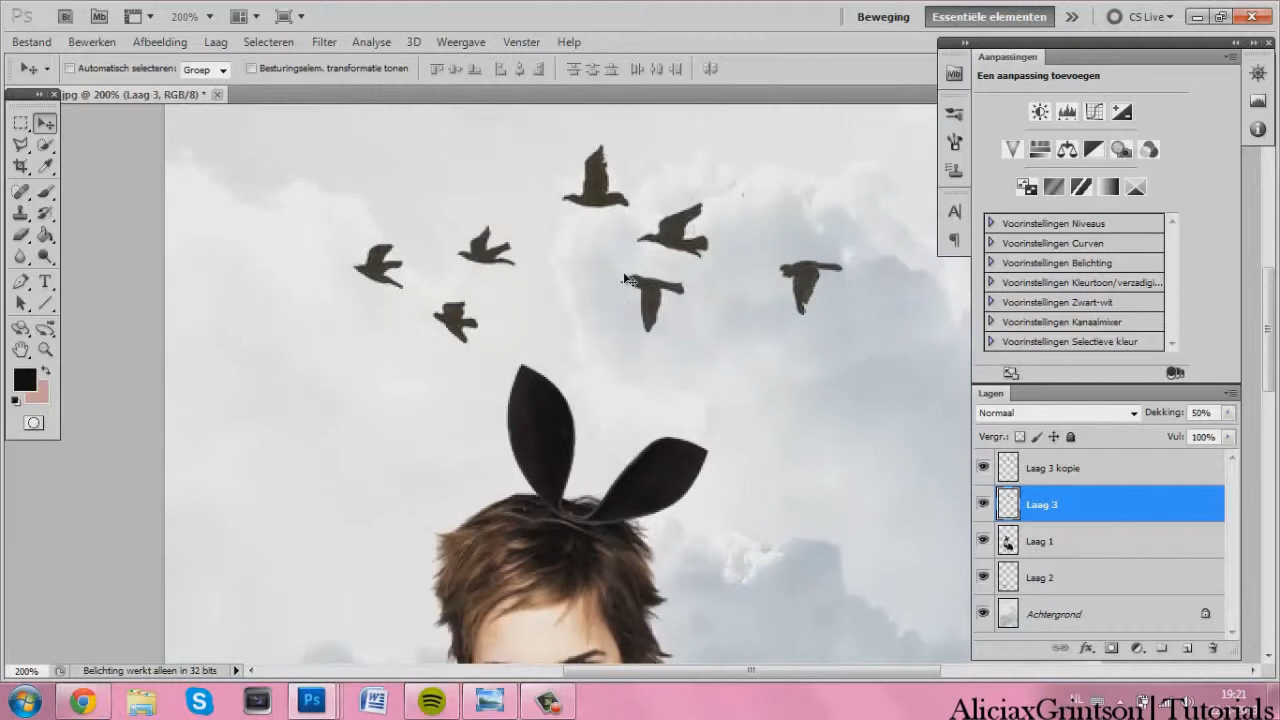 Ps Br Mb 200% Beweging Essentiële elementen CS Live
Bestand Bewerken Afbeelding Laag Selecteren Filter Analyse 3D Weergave Venster Help
Automatisch selecteren: Groep Besturingselem. transformatie tonen
jpg @ 200% (Laag 3, RGB/8) *
Aanpassingen
Een aanpassing toevoegen
Voorinstellingen Niveaus
Voorinstellingen Curven
Voorinstellingen Belichting
Voorinstellingen Kleurtoon/verzadigi...
Voorinstellingen Zwart-wit
Voorinstellingen Kanaalmixer
Voorinstellingen Selectieve kleur
Lagen
Normaal Dekking: 50%
Vergr.: Vul: 100%
Laag 3 kopie
Laag 3
Laag 1
Laag 2
Achtergrond
200% Belichting werkt alleen in 32 bits
NL 19:21
AliciaxGrintson | Tutorials